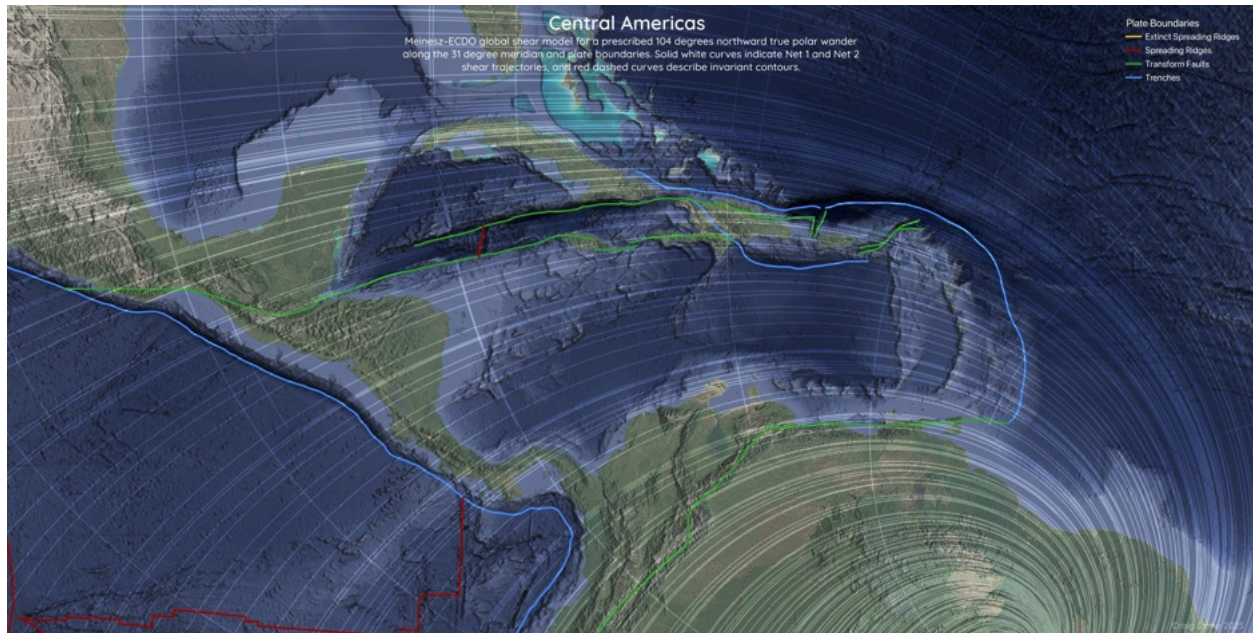 Central Americas
Meinesz-ECDO global shear model for a prescribed 104 degrees northward true polar wander
along the 31 degree meridian and plate boundaries. Solid white curves indicate Net 1 and Net 2
shear trajectories, and red dashed curves describe invariant contours.
Plate Boundaries
Extinct Spreading Ridges
Spreading Ridges
Transform Faults
Trenches
Craig